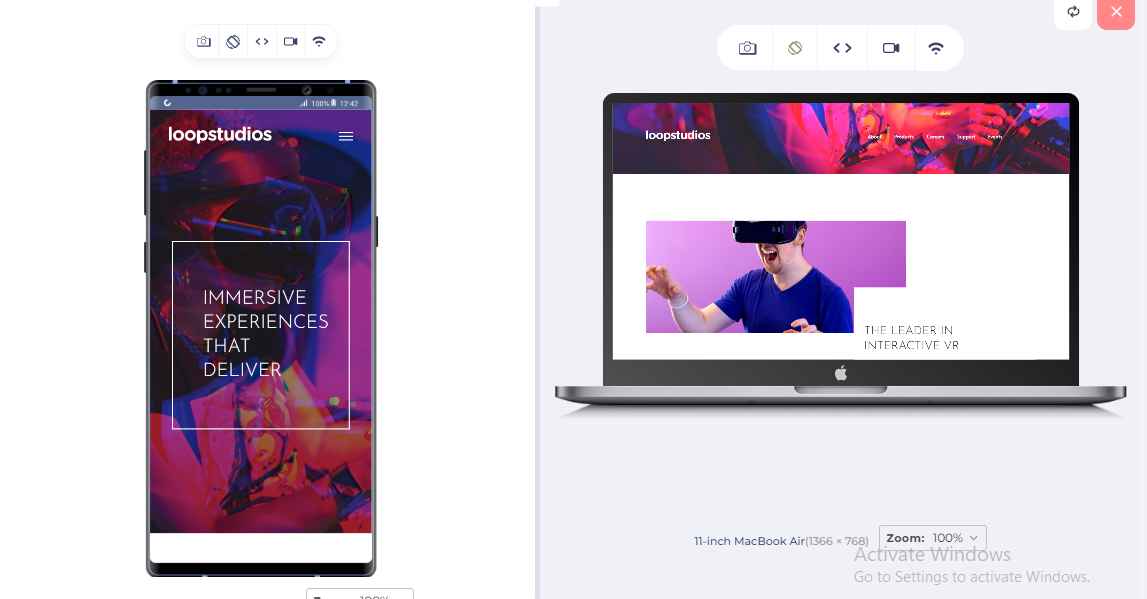 100% 12:42
loopstudios
IMMERSIVE
EXPERIENCES
THAT
DELIVER
100%
loopstudios
About Products Careers Support Events
THE LEADER IN
INTERACTIVE VR
11-inch MacBook Air(1366 × 768)
Zoom: 100%
Activate Windows
Go to Settings to activate Windows.